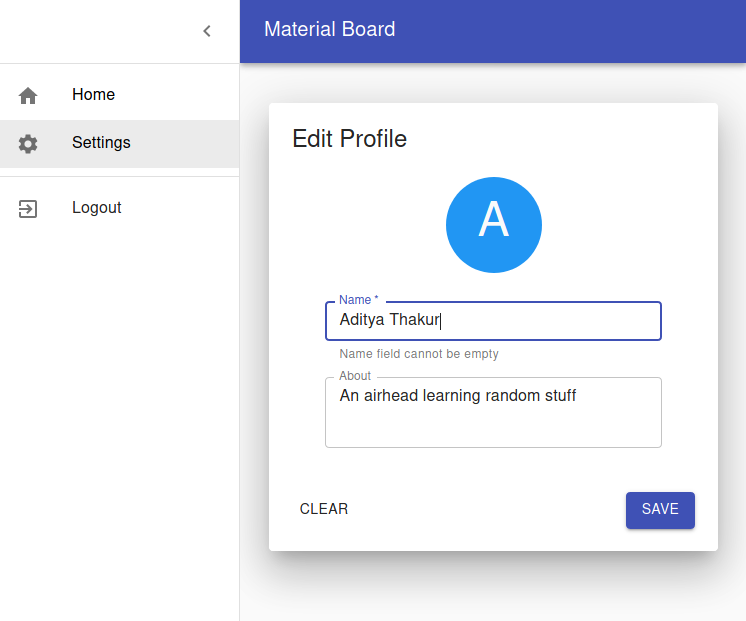 Material Board
Home
Settings
Logout
Edit Profile
A
Name *
Aditya Thakur
Name field cannot be empty
About
An airhead learning random stuff
CLEAR
SAVE